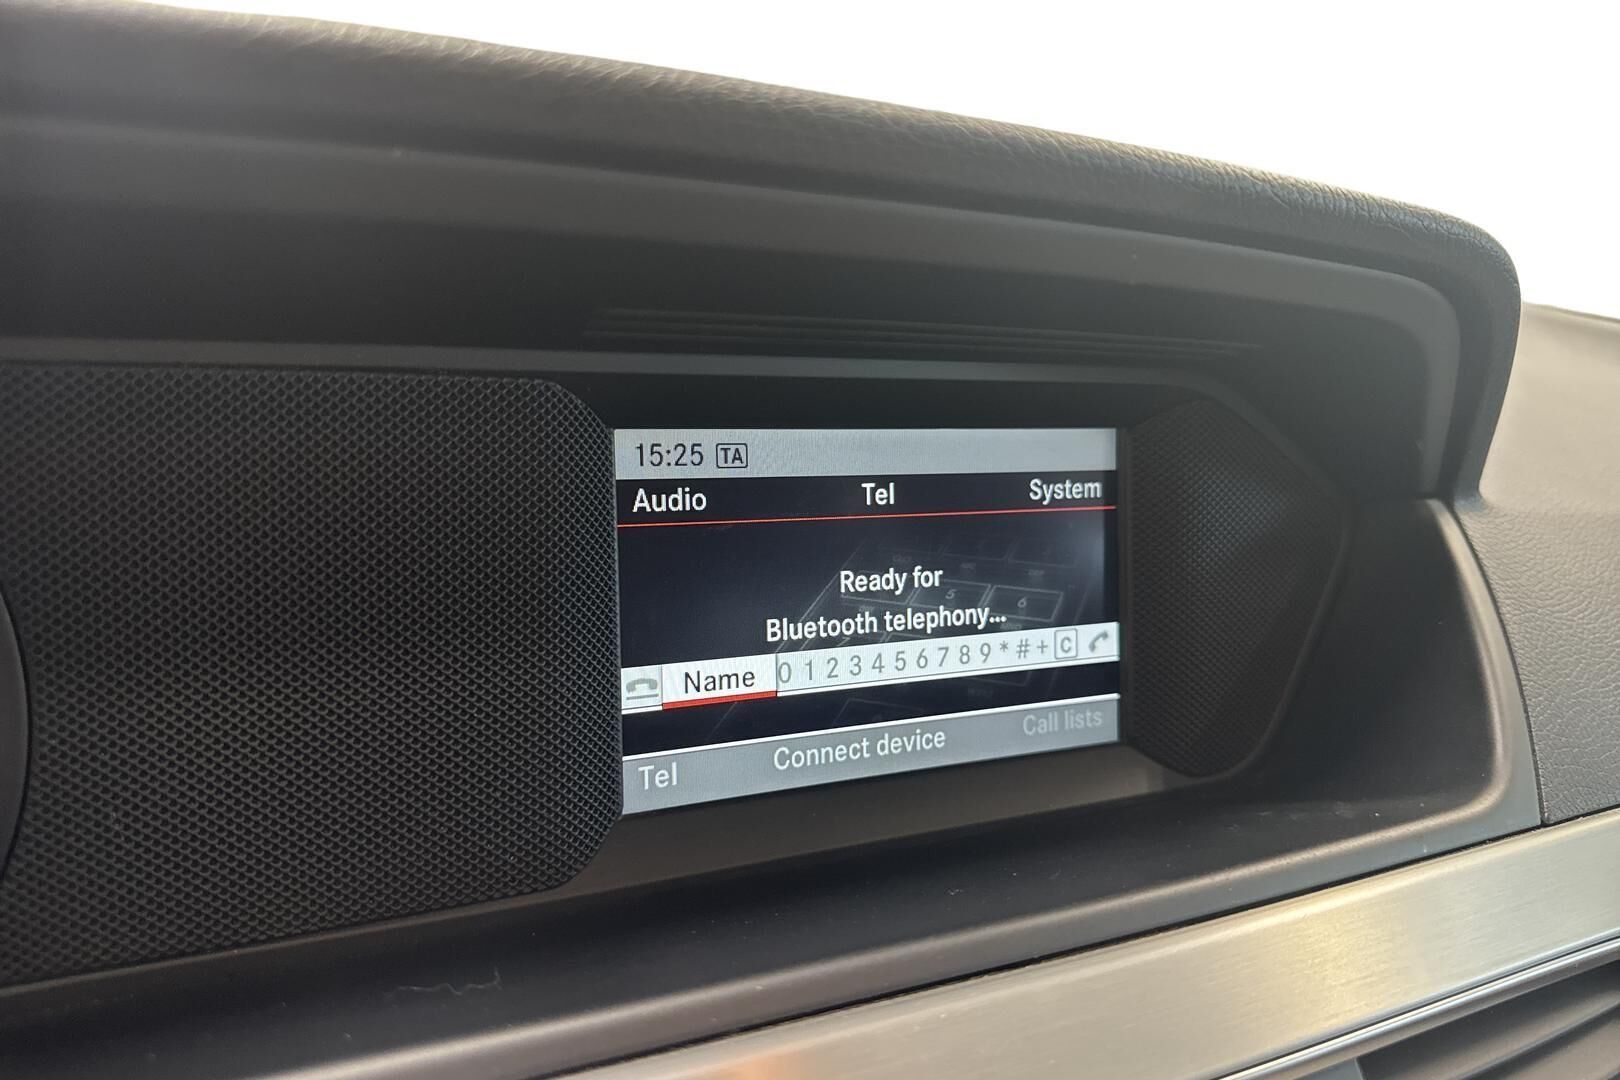 15:25 TA
Audio Tel System
Ready for
Bluetooth telephony...
Name 0 1 2 3 4 5 6 7 8 9 * # + C
Tel Connect device Call lists